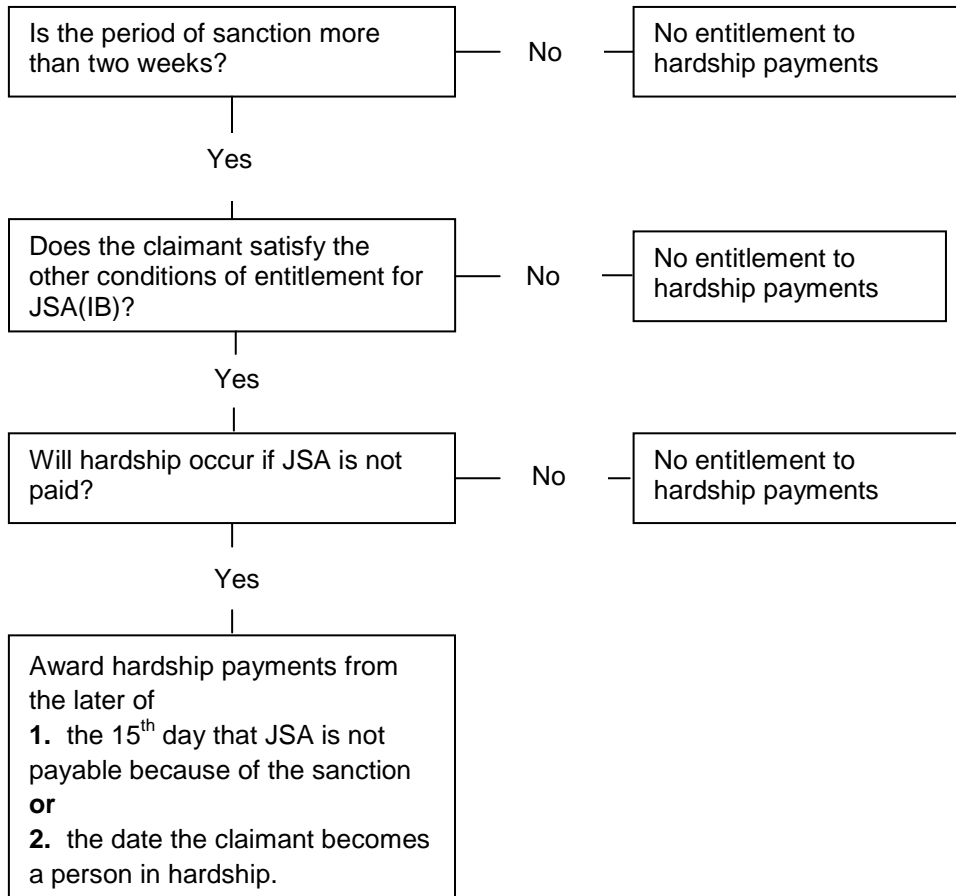 Is the period of sanction more
than two weeks?
No
No entitlement to
hardship payments
Yes
Does the claimant satisfy the
other conditions of entitlement for
JSA(IB)?
No
No entitlement to
hardship payments
Yes
Will hardship occur if JSA is not
paid?
No
No entitlement to
hardship payments
Yes
Award hardship payments from
the later of
1. the 15th day that JSA is not
payable because of the sanction
or
2. the date the claimant becomes
a person in hardship.